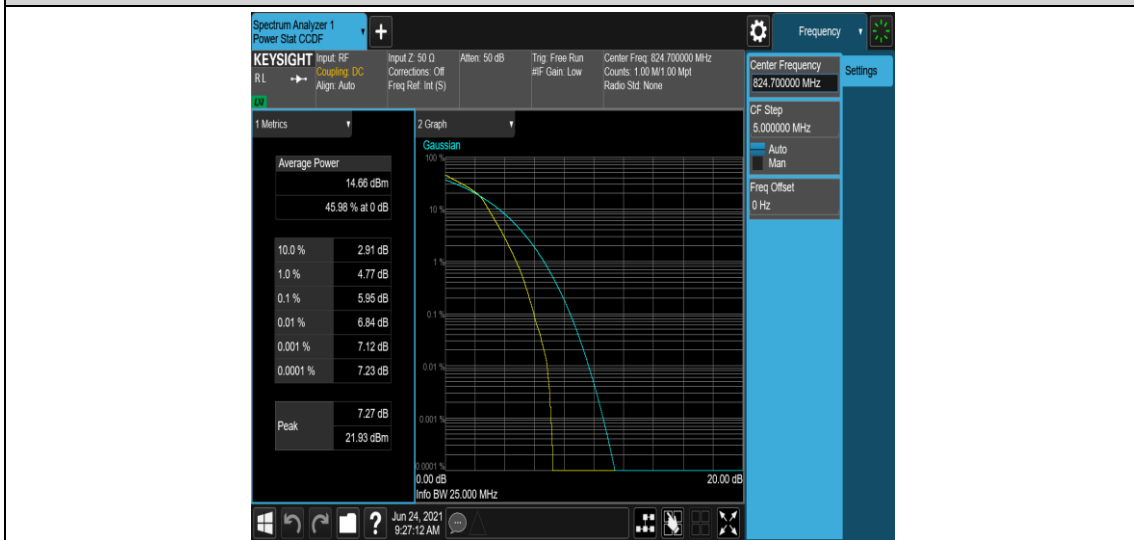 Spectrum Analyzer 1
Power Stat CCDF
Frequency
KEYSIGHT
RL
LXI
Input: RF
Coupling: DC
Align: Auto
Input Z: 50 Ω
Corrections: Off
Freq Ref: Int (S)
Atten: 50 dB
Trig: Free Run
#IF Gain: Low
Center Freq: 824.700000 MHz
Counts: 1.00 M/1.00 Mpt
Radio Std: None
Center Frequency
824.700000 MHz
Settings
CF Step
5.000000 MHz
Auto
Man
Freq Offset
0 Hz
1 Metrics
Average Power
14.66 dBm
45.98 % at 0 dB
10.0 % 2.91 dB
1.0 % 4.77 dB
0.1 % 5.95 dB
0.01 % 6.84 dB
0.001 % 7.12 dB
0.0001 % 7.23 dB
Peak 7.27 dB
21.93 dBm
2 Graph
Gaussian
100 %
10 %
1 %
0.1 %
0.01 %
0.001 %
0.0001 %
0.00 dB 20.00 dB
Info BW 25.000 MHz
? Jun 24, 2021
9:27:12 AM